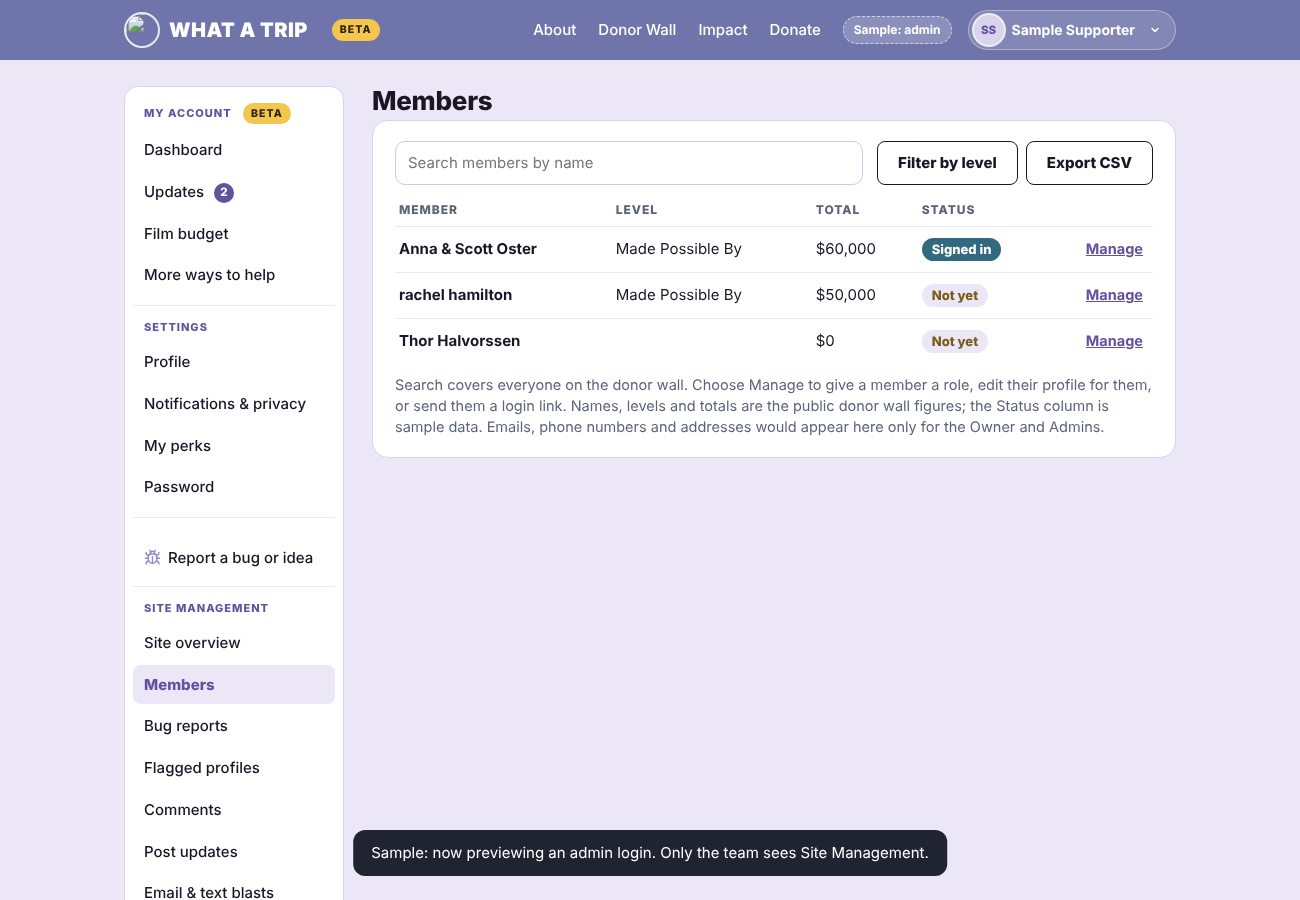 WHAT A TRIP BETA About Donor Wall Impact Donate Sample: admin SS Sample Supporter
MY ACCOUNT BETA
Dashboard
Updates 2
Film budget
More ways to help
SETTINGS
Profile
Notifications & privacy
My perks
Password
Report a bug or idea
SITE MANAGEMENT
Site overview
Members
Bug reports
Flagged profiles
Comments
Post updates
Email & text blasts
Members
Search members by name Filter by level Export CSV
MEMBER LEVEL TOTAL STATUS
Anna & Scott Oster Made Possible By $60,000 Signed in Manage
rachel hamilton Made Possible By $50,000 Not yet Manage
Thor Halvorssen $0 Not yet Manage
Search covers everyone on the donor wall. Choose Manage to give a member a role, edit their profile for them,
or send them a login link. Names, levels and totals are the public donor wall figures; the Status column is
sample data. Emails, phone numbers and addresses would appear here only for the Owner and Admins.
Sample: now previewing an admin login. Only the team sees Site Management.